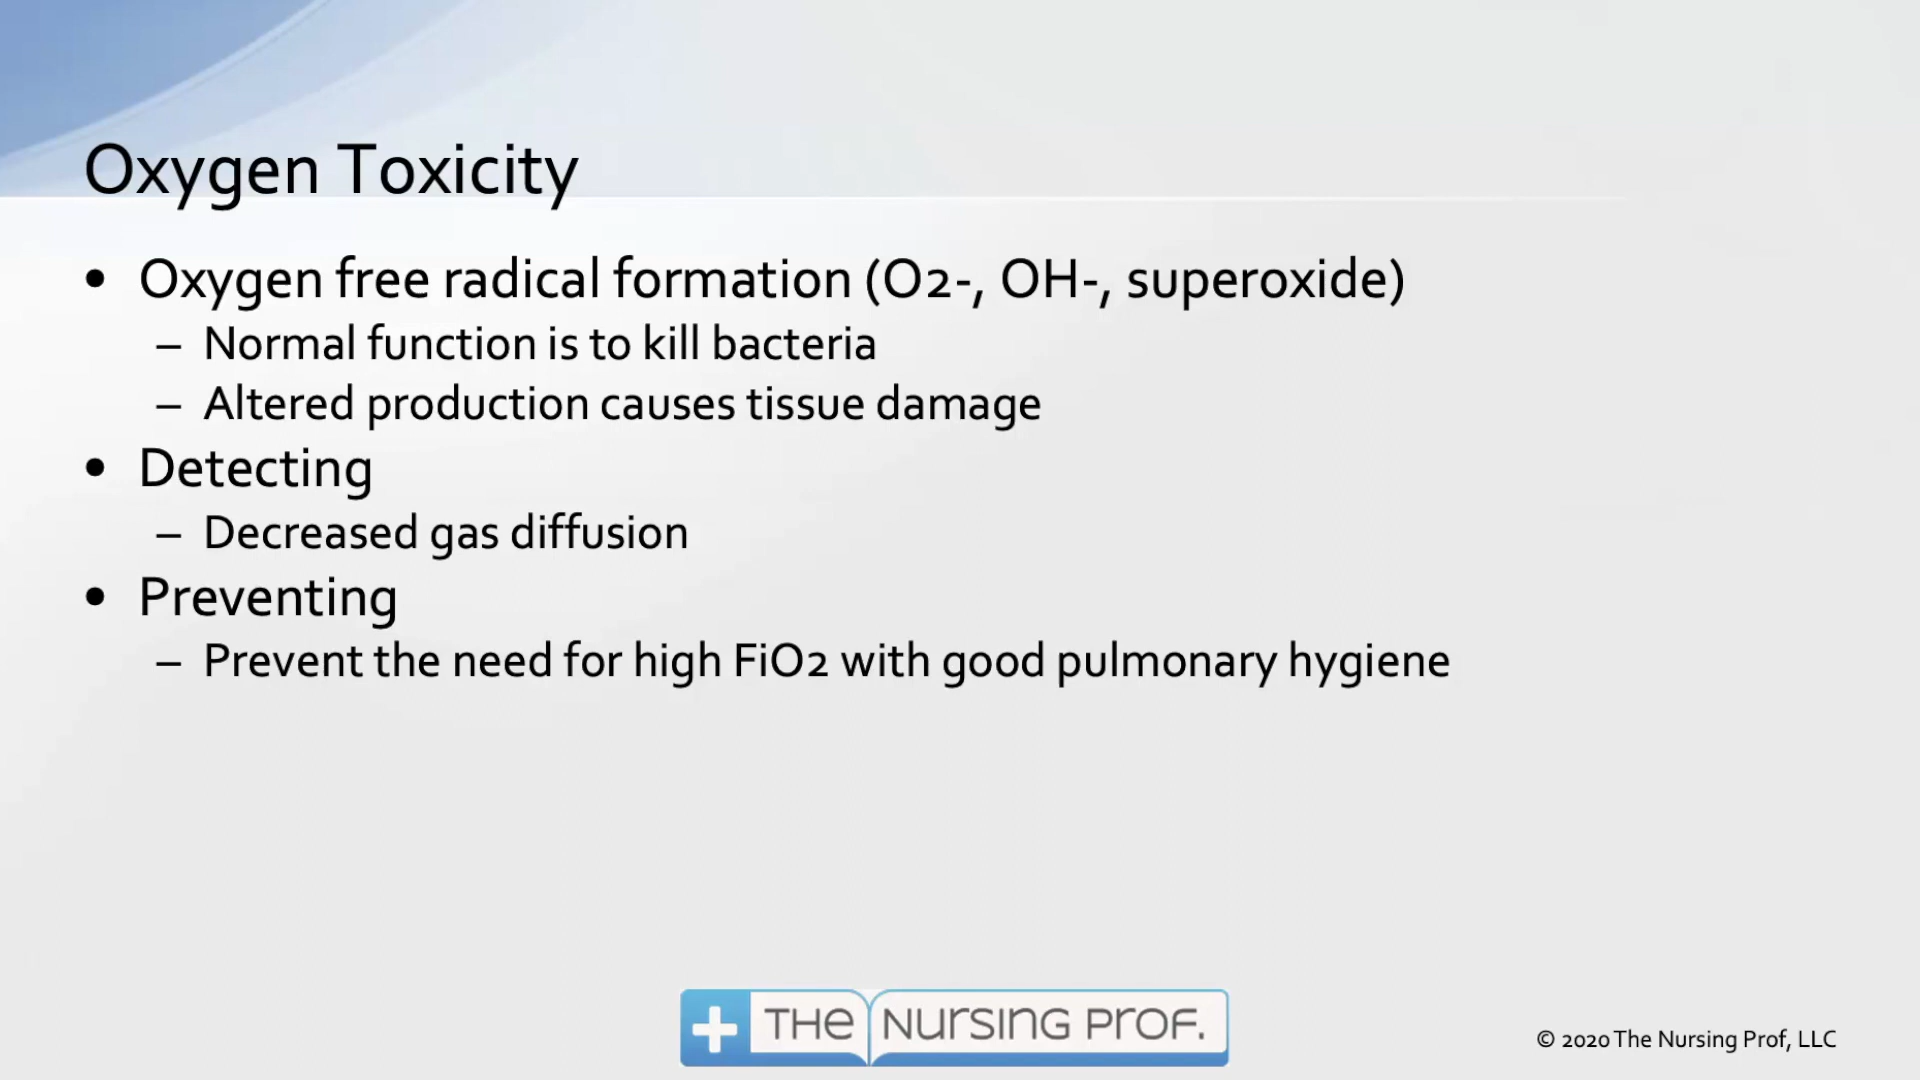 Oxygen Toxicity
• Oxygen free radical formation (O2-, OH-, superoxide)
– Normal function is to kill bacteria
– Altered production causes tissue damage
• Detecting
– Decreased gas diffusion
• Preventing
– Prevent the need for high FiO2 with good pulmonary hygiene
THE NURSING PROF.
© 2020 The Nursing Prof, LLC